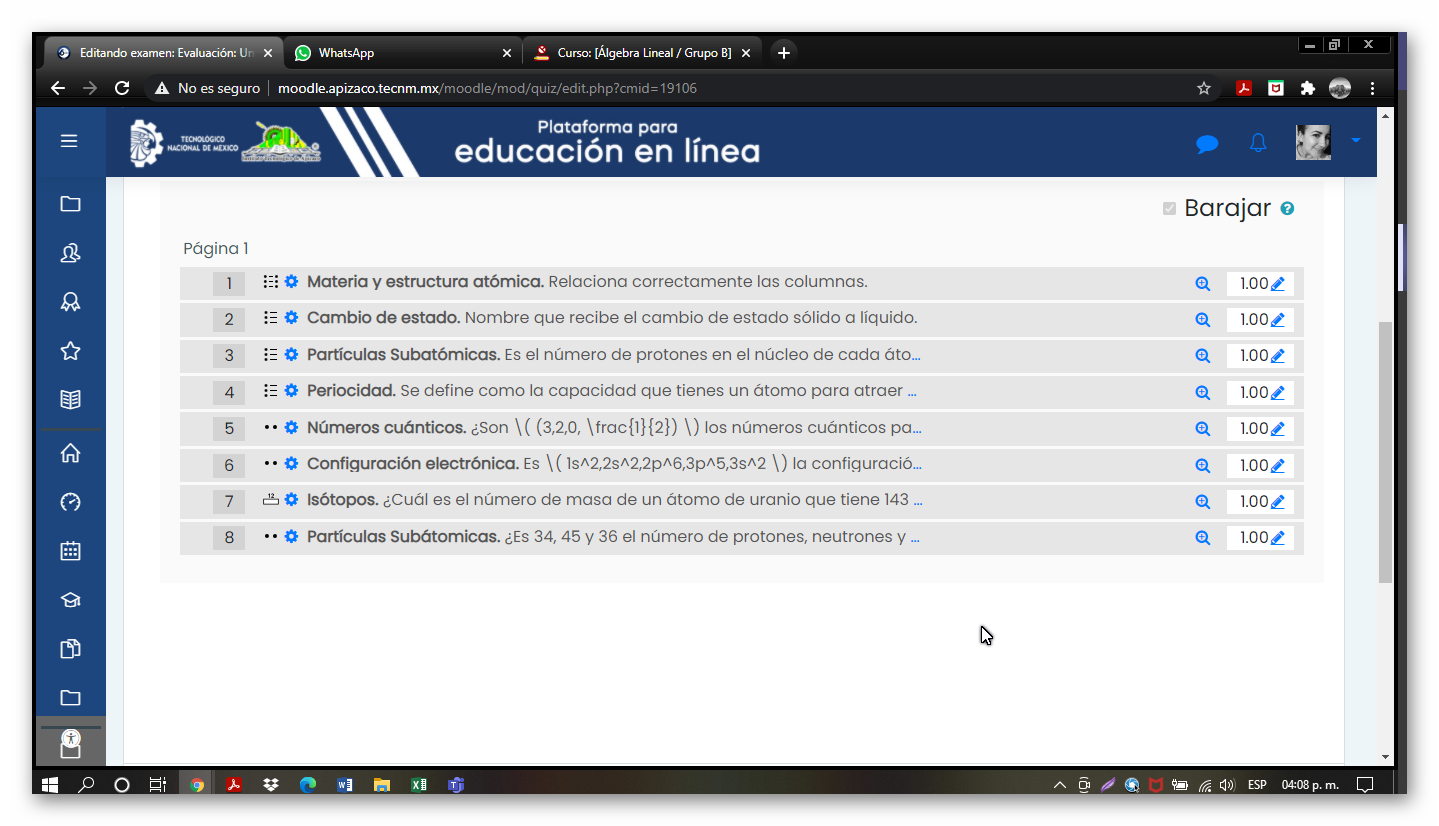 Editando examen: Evaluación: Un
WhatsApp
Curso: [Álgebra Lineal / Grupo B]
No es seguro
moodle.apizaco.tecnm.mx/moodle/mod/quiz/edit.php?cmid=19106
TECNOLÓGICO
NACIONAL DE MÉXICO
Plataforma para
educación en línea
Barajar
Página 1
1 Materia y estructura atómica. Relaciona correctamente las columnas. 1.00
2 Cambio de estado. Nombre que recibe el cambio de estado sólido a líquido. 1.00
3 Partículas Subatómicas. Es el número de protones en el núcleo de cada áto... 1.00
4 Periocidad. Se define como la capacidad que tienes un átomo para atraer ... 1.00
5 Números cuánticos. ¿Son \( (3,2,0, \frac{1}{2}) \) los números cuánticos pa... 1.00
6 Configuración electrónica. Es \( 1s^2,2s^2,2p^6,3p^5,3s^2 \) la configuració... 1.00
7 Isótopos. ¿Cuál es el número de masa de un átomo de uranio que tiene 143 ... 1.00
8 Partículas Subátomicas. ¿Es 34, 45 y 36 el número de protones, neutrones y ... 1.00
ESP
04:08 p. m.